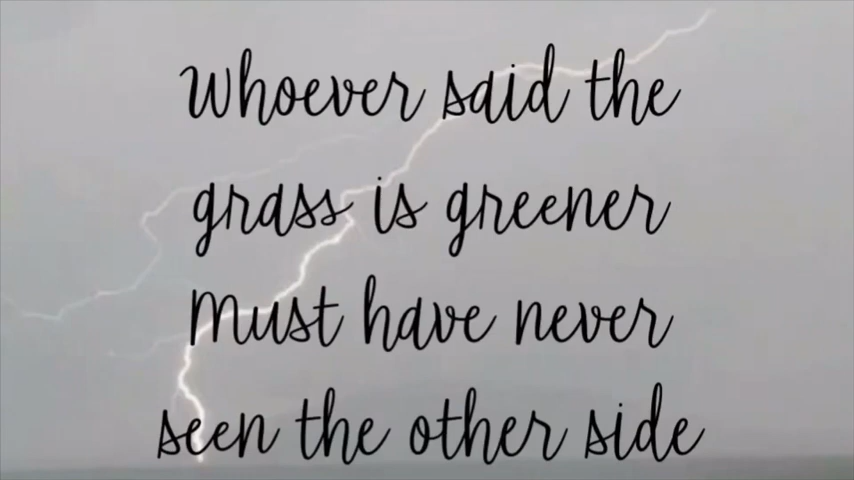 Whoever said the
grass is greener
Must have never
seen the other side